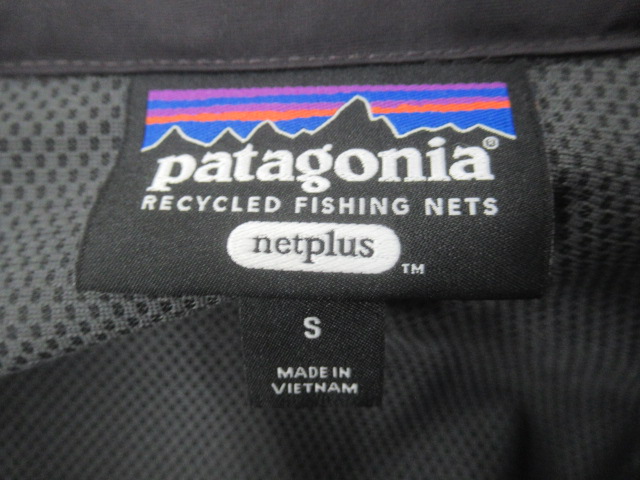 patagonia®
RECYCLED FISHING NETS
netplus
™
S
MADE IN
VIETNAM